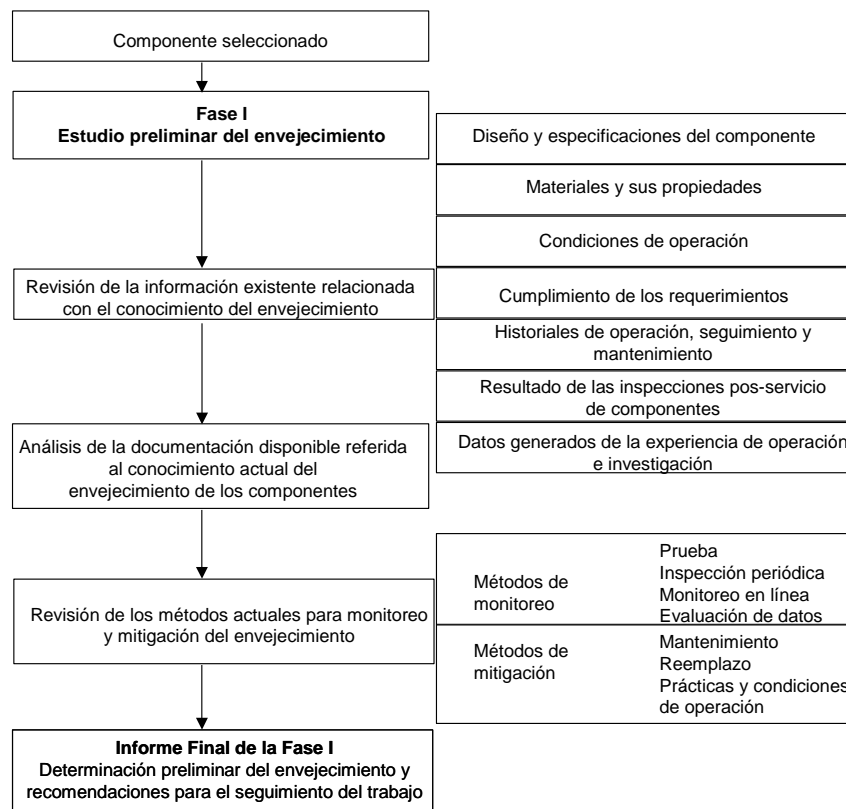 Componente seleccionado
Fase I
Estudio preliminar del envejecimiento
Diseño y especificaciones del componente
Materiales y sus propiedades
Condiciones de operación
Revisión de la información existente relacionada
con el conocimiento del envejecimiento
Cumplimiento de los requerimientos
Historiales de operación, seguimiento y
mantenimiento
Resultado de las inspecciones pos-servicio
de componentes
Análisis de la documentación disponible referida
al conocimiento actual del
envejecimiento de los componentes
Datos generados de la experiencia de operación
e investigación
Revisión de los métodos actuales para monitoreo
y mitigación del envejecimiento
Métodos de
monitoreo
Prueba
Inspección periódica
Monitoreo en línea
Evaluación de datos
Métodos de
mitigación
Mantenimiento
Reemplazo
Prácticas y condiciones
de operación
Informe Final de la Fase I
Determinación preliminar del envejecimiento y
recomendaciones para el seguimiento del trabajo